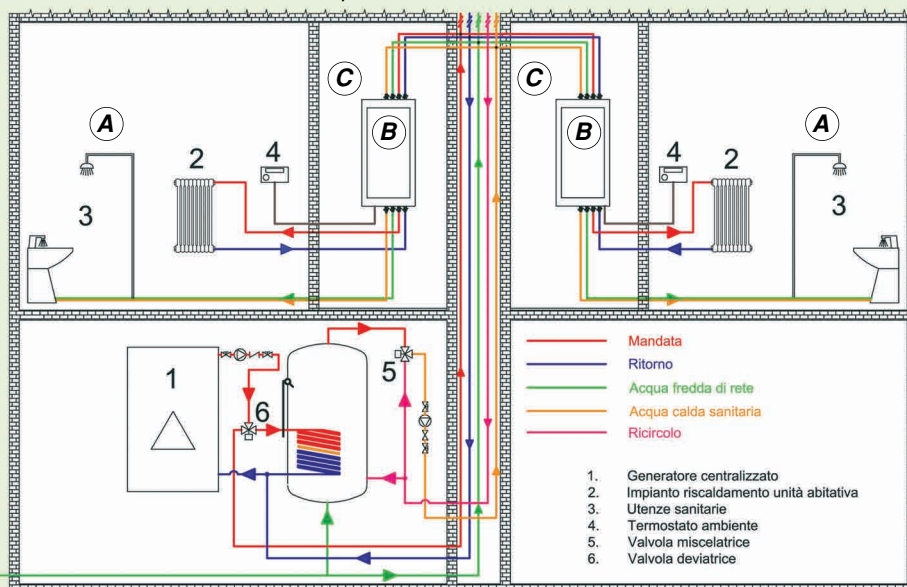 C
C
A
B
B
A
2
4
4
2
3
3
1
5
6
Mandata
Ritorno
Acqua fredda di rete
Acqua calda sanitaria
Ricircolo
1. Generatore centralizzato
2. Impianto riscaldamento unità abitativa
3. Utenze sanitarie
4. Termostato ambiente
5. Valvola miscelatrice
6. Valvola deviatrice